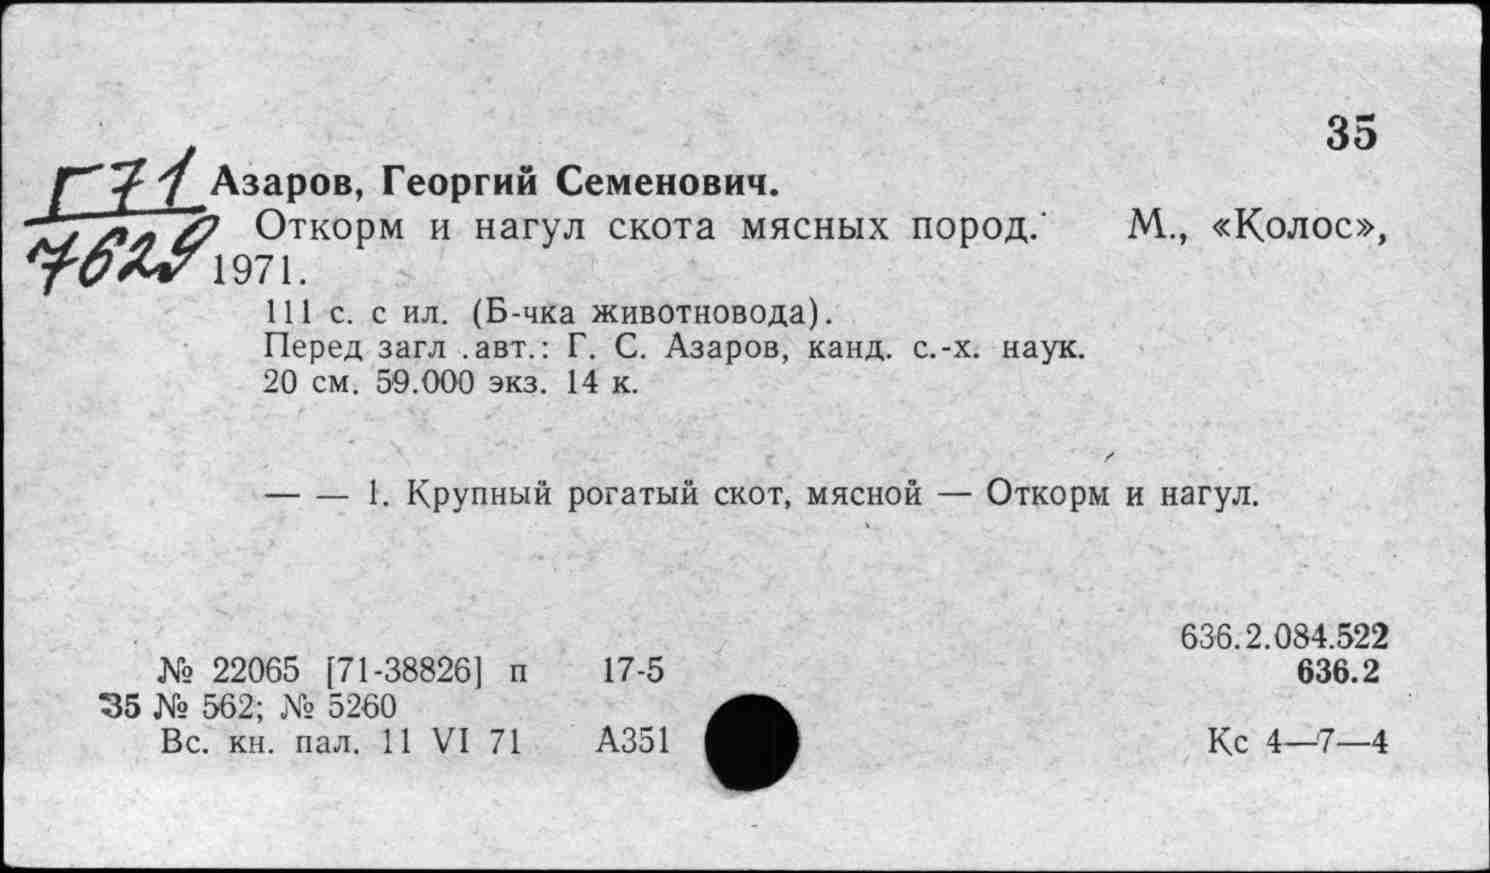 35
Г71 Азаров, Георгий Семенович.
7629 Откорм и нагул скота мясных пород. М., «Колос»,
1971.
111 с. с ил. (Б-чка животновода).
Перед загл .авт.: Г. С. Азаров, канд. с.-х. наук.
20 см. 59.000 экз. 14 к.
— — 1. Крупный рогатый скот, мясной — Откорм и нагул.
636.2.084.522
№ 22065 [71-38826] п 17-5 636.2
35 № 562; № 5260
Вс. кн. пал. 11 VI 71 А351 Кс 4—7—4